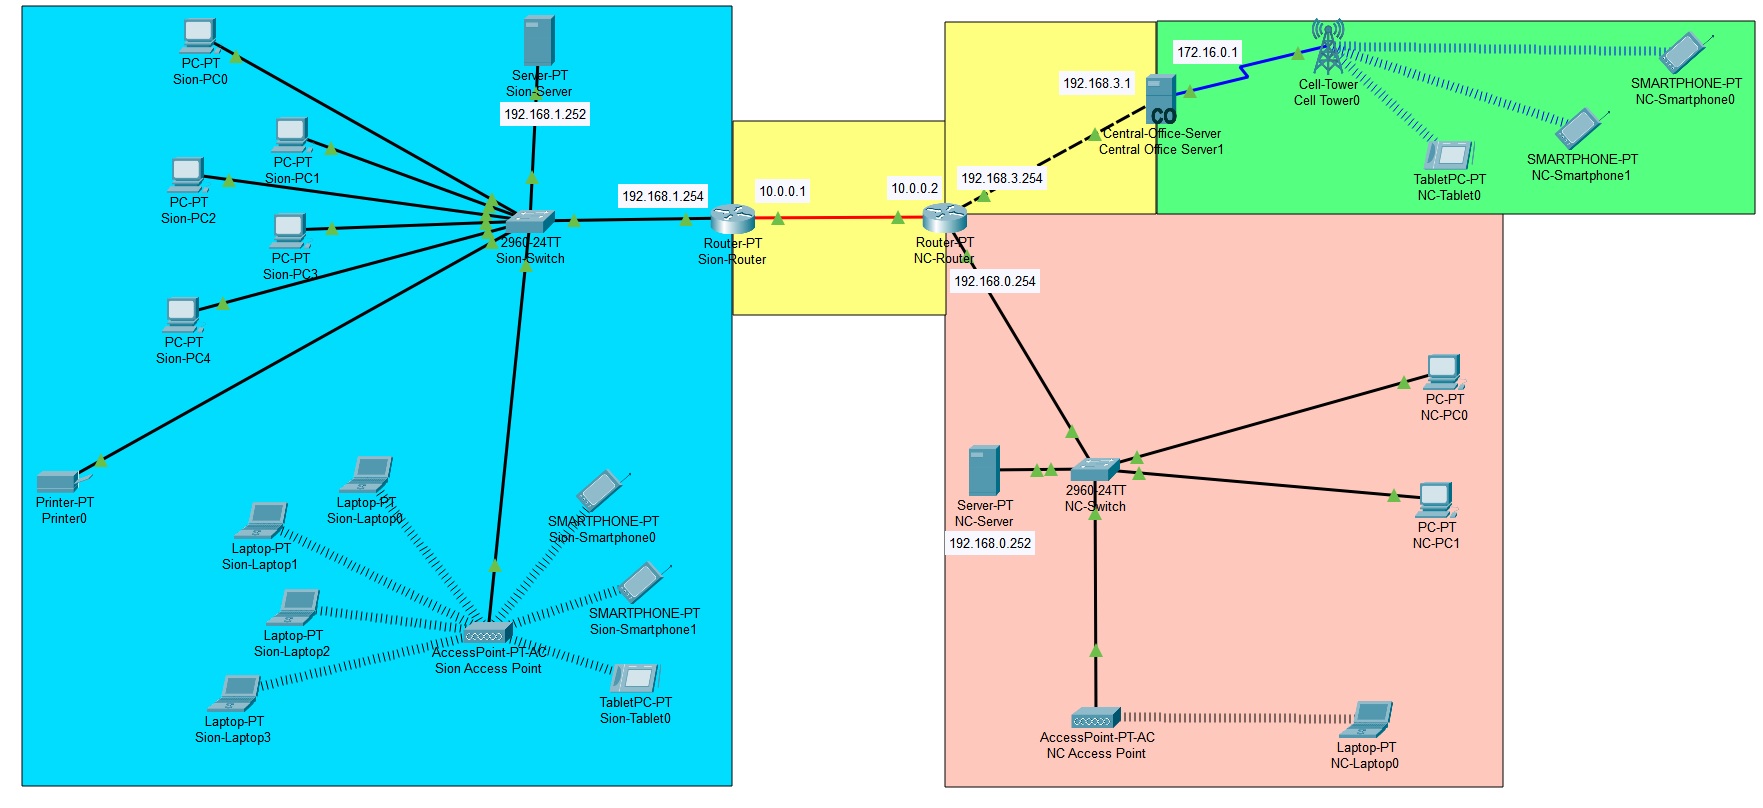 PC-PT
Sion-PC0
Server-PT
Sion-Server
192.168.1.252
PC-PT
Sion-PC1
PC-PT
Sion-PC2
PC-PT
Sion-PC3
PC-PT
Sion-PC4
2960-24TT
Sion-Switch
192.168.1.254
Router-PT
Sion-Router
10.0.0.1
10.0.0.2
Router-PT
NC-Router
192.168.3.254
192.168.0.254
192.168.3.1
CO
Central-Office-Server
Central Office Server1
172.16.0.1
Cell-Tower
Cell Tower0
SMARTPHONE-PT
NC-Smartphone0
SMARTPHONE-PT
NC-Smartphone1
TabletPC-PT
NC-Tablet0
Printer-PT
Printer0
Laptop-PT
Sion-Laptop0
Laptop-PT
Sion-Laptop1
Laptop-PT
Sion-Laptop2
Laptop-PT
Sion-Laptop3
SMARTPHONE-PT
Sion-Smartphone0
SMARTPHONE-PT
Sion-Smartphone1
AccessPoint-PT-AC
Sion Access Point
TabletPC-PT
Sion-Tablet0
PC-PT
NC-PC0
PC-PT
NC-PC1
Server-PT
NC-Server
192.168.0.252
2960-24TT
NC-Switch
AccessPoint-PT-AC
NC Access Point
Laptop-PT
NC-Laptop0